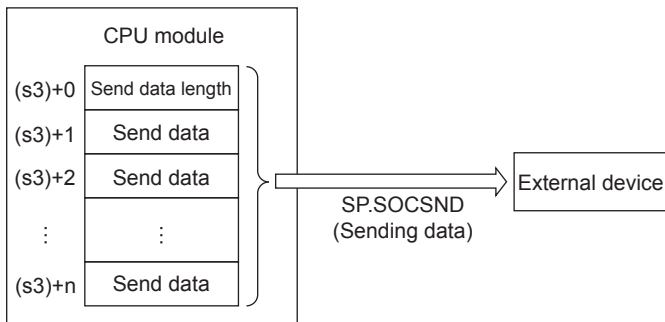 CPU module
(s3)+0 Send data length
(s3)+1 Send data
(s3)+2 Send data
⋮ ⋮
(s3)+n Send data
SP.SOCSND
(Sending data)
External device